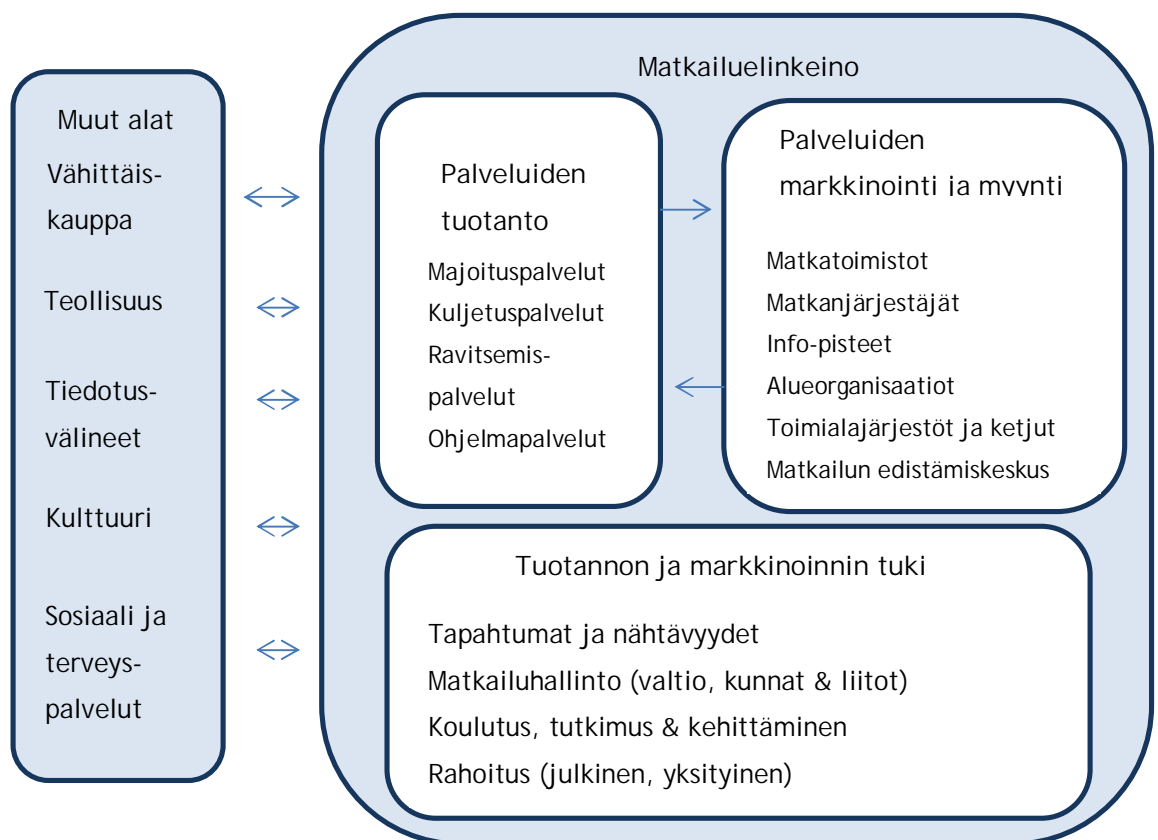 Matkailuelinkeino
Muut alat
Vähittäis-
kauppa
Teollisuus
Tiedotus-
välineet
Kulttuuri
Sosiaali ja
terveys-
palvelut
Palveluiden
tuotanto
Majoituspalvelut
Kuljetuspalvelut
Ravitsemis-
palvelut
Ohjelmapalvelut
Palveluiden
markkinointi ja myynti
Matkatoimistot
Matkanjärjestäjät
Info-pisteet
Alueorganisaatiot
Toimialajärjestöt ja ketjut
Matkailun edistämiskeskus
Tuotannon ja markkinoinnin tuki
Tapahtumat ja nähtävyydet
Matkailuhallinto (valtio, kunnat & liitot)
Koulutus, tutkimus & kehittäminen
Rahoitus (julkinen, yksityinen)